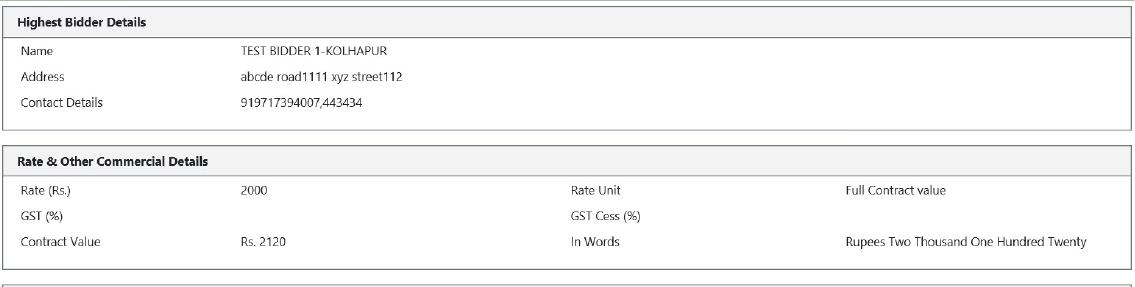 Highest Bidder Details
Name TEST BIDDER 1-KOLHAPUR
Address abcde road1111 xyz street112
Contact Details 919717394007,443434
Rate & Other Commercial Details
Rate (Rs.) 2000 Rate Unit Full Contract value
GST (%) GST Cess (%)
Contract Value Rs. 2120 In Words Rupees Two Thousand One Hundred Twenty